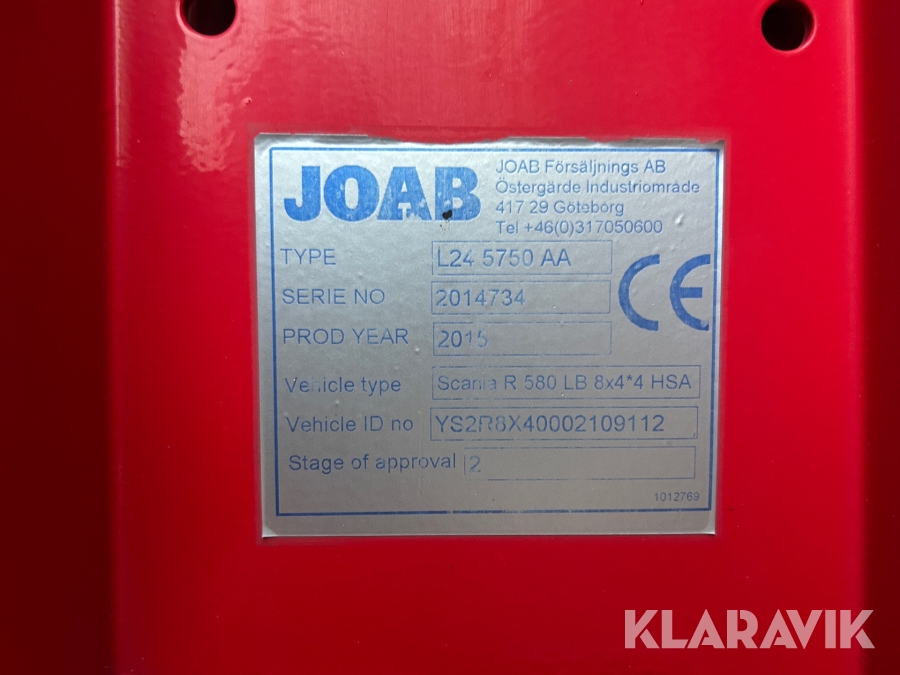 JOAB
JOAB Försäljnings AB
Östergärde Industriområde
417 29 Göteborg
Tel +46(0)317050600
TYPE L24 5750 AA
SERIE NO 2014734
PROD YEAR 2015
CE
Vehicle type Scania R 580 LB 8x4*4 HSA
Vehicle ID no YS2R8X40002109112
Stage of approval 2
1012769
KLARAVIK